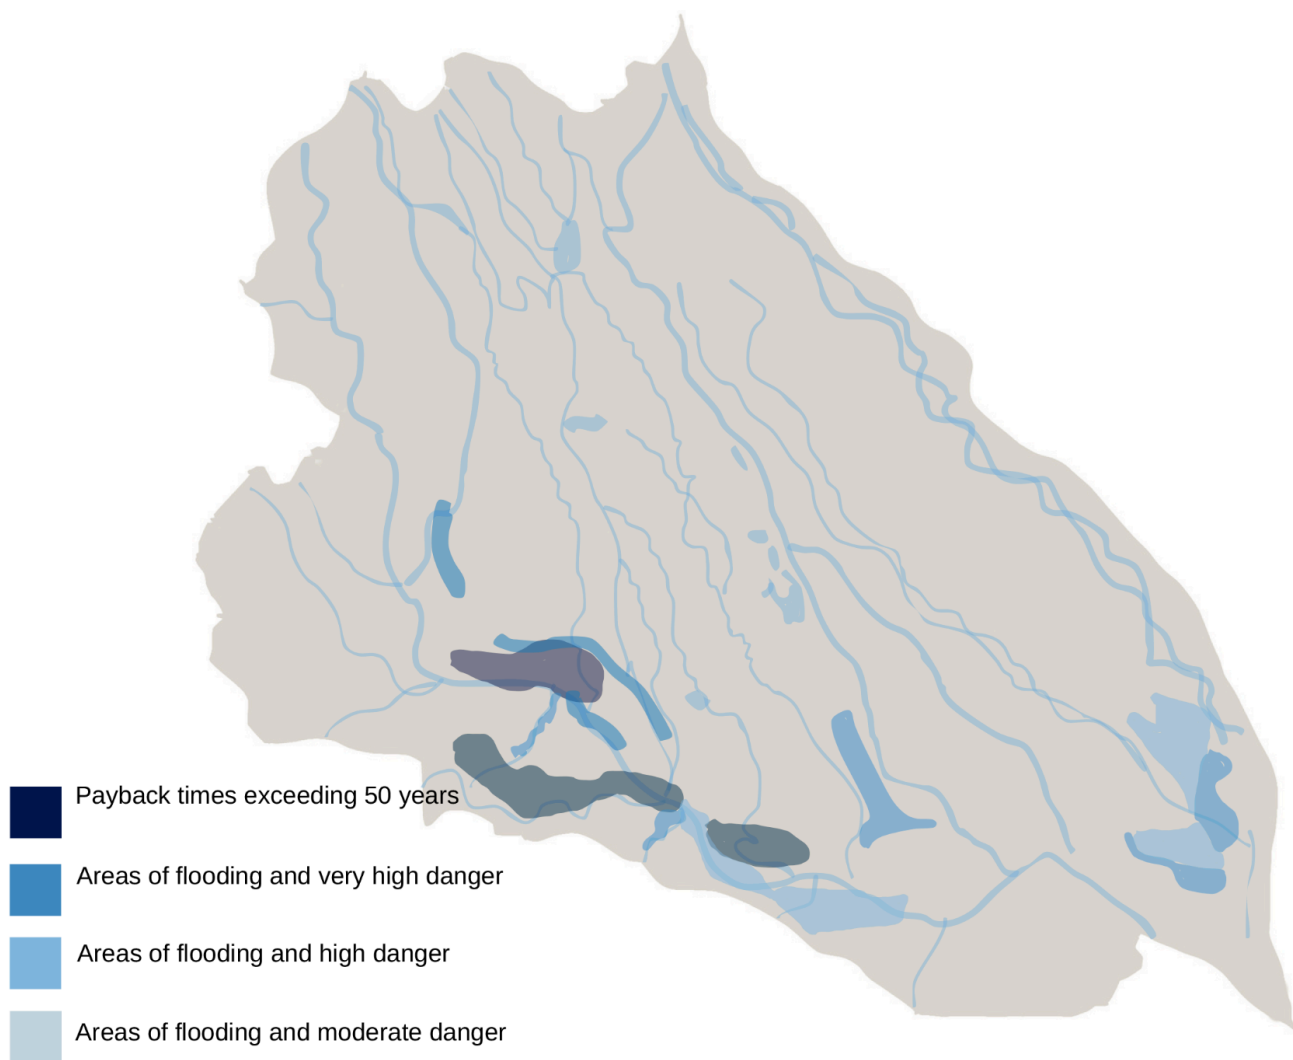 Payback times exceeding 50 years
Areas of flooding and very high danger
Areas of flooding and high danger
Areas of flooding and moderate danger